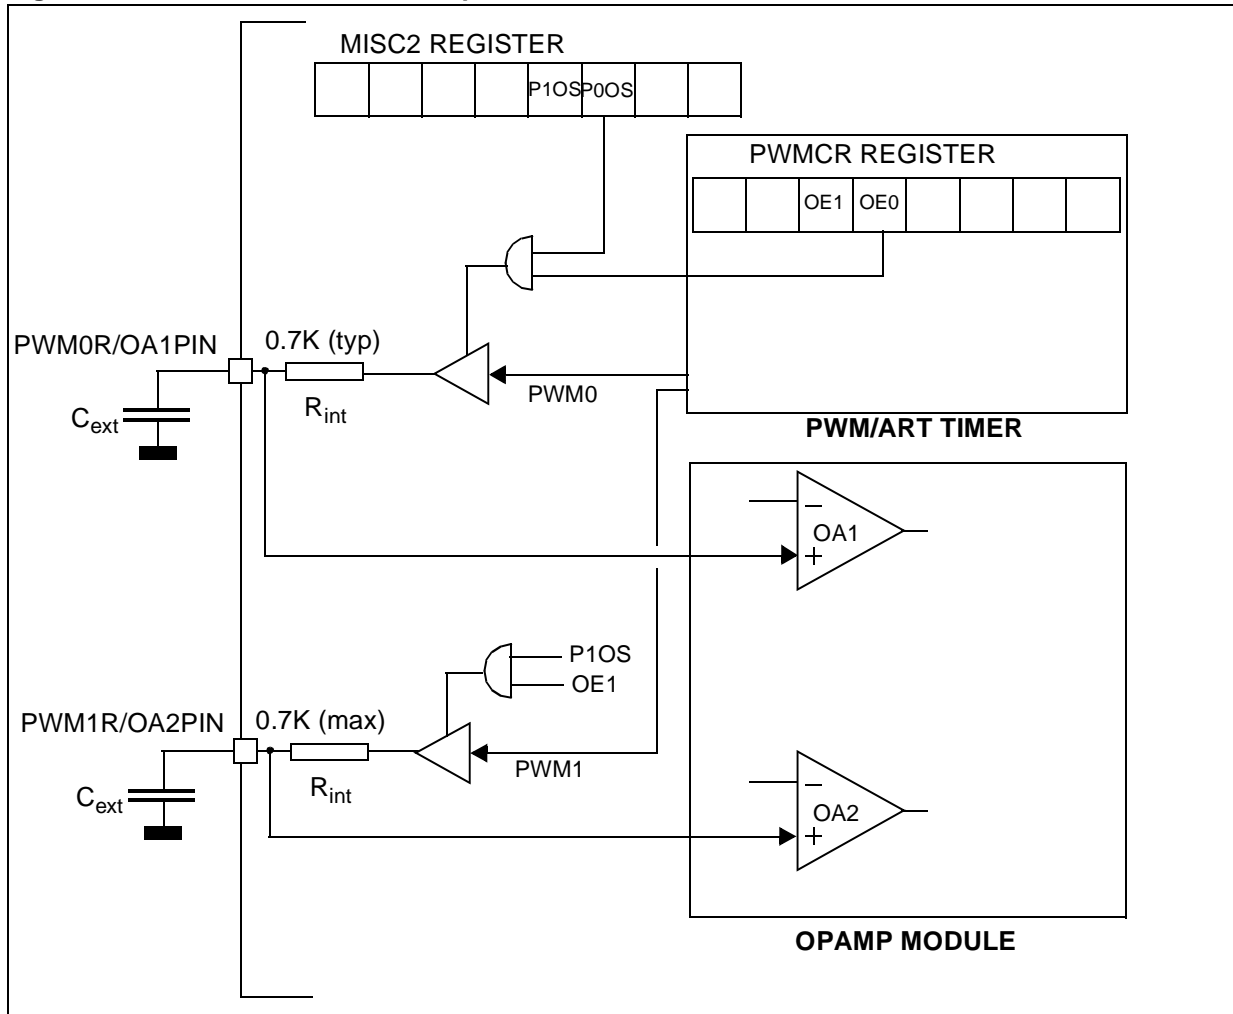 MISC2 REGISTER
P1OS P0OS
PWMCR REGISTER
OE1 OE0
PWM0R/OA1PIN
0.7K (typ)
Rint
Cext
PWM0
PWM/ART TIMER
–
OA1
+
P1OS
OE1
PWM1R/OA2PIN
0.7K (max)
Rint
Cext
PWM1
–
OA2
+
OPAMP MODULE